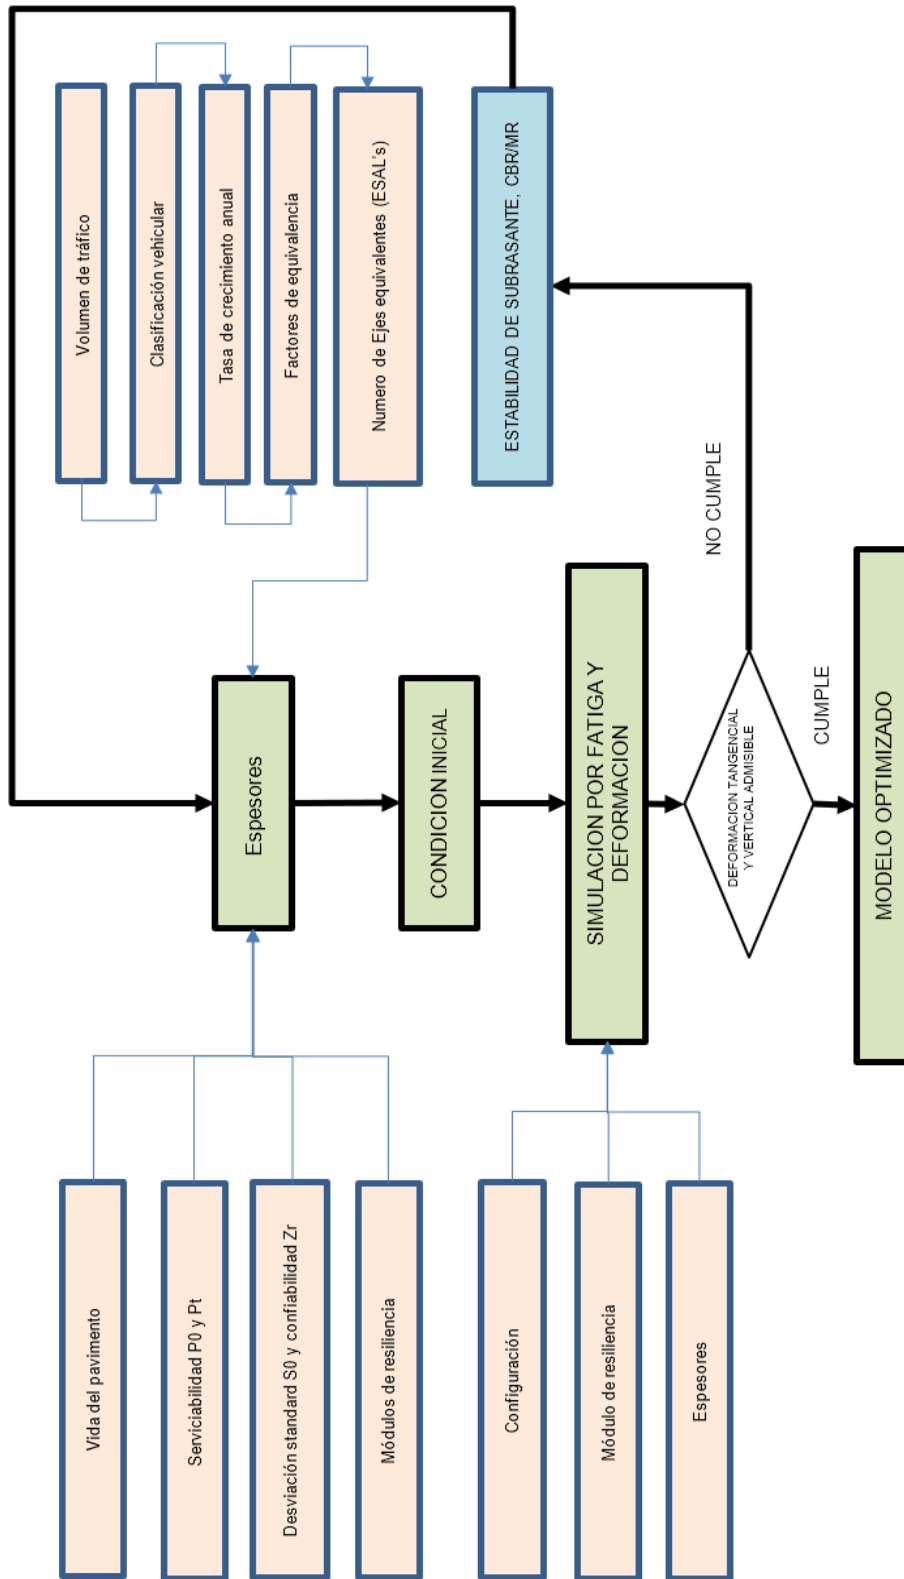 Volumen de tráfico
Clasificación vehicular
Tasa de crecimiento anual
Factores de equivalencia
Numero de Ejes equivalentes (ESAL's)
ESTABILIDAD DE SUBRASANTE, CBR/MR
Vida del pavimento
Serviciabilidad P0 y Pt
Desviación standard S0 y confiabilidad Zr
Módulos de resiliencia
Espesores
CONDICION INICIAL
SIMULACION POR FATIGA Y
DEFORMACION
Configuración
Módulo de resiliencia
Espesores
DEFORMACION TANGENCIAL
Y VERTICAL ADMISIBLE
NO CUMPLE
CUMPLE
MODELO OPTIMIZADO